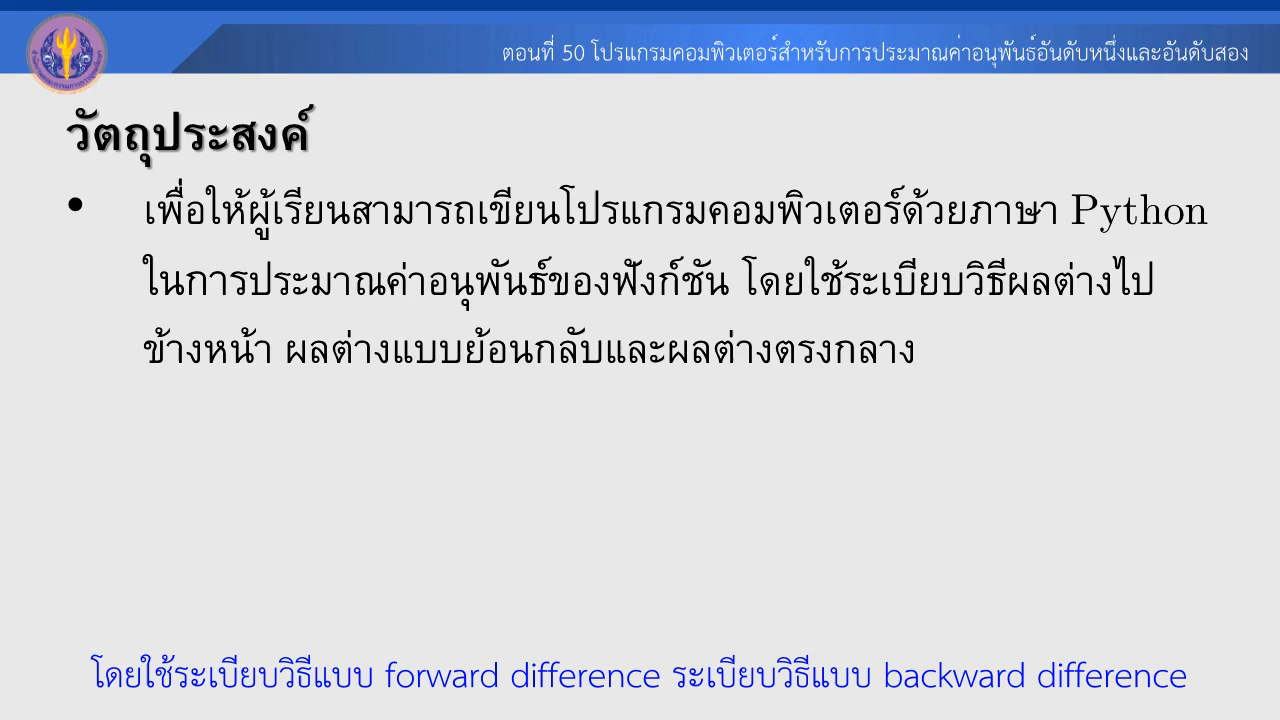 ตอนที่ 50 โปรแกรมคอมพิวเตอร์สำหรับการประมาณค่าอนุพันธ์อันดับหนึ่งและอันดับสอง
วัตถุประสงค์
• เพื่อให้ผู้เรียนสามารถเขียนโปรแกรมคอมพิวเตอร์ด้วยภาษา Python
ในการประมาณค่าอนุพันธ์ของฟังก์ชัน โดยใช้ระเบียบวิธีผลต่างไป
ข้างหน้า ผลต่างแบบย้อนกลับและผลต่างตรงกลาง
โดยใช้ระเบียบวิธีแบบ forward difference ระเบียบวิธีแบบ backward difference